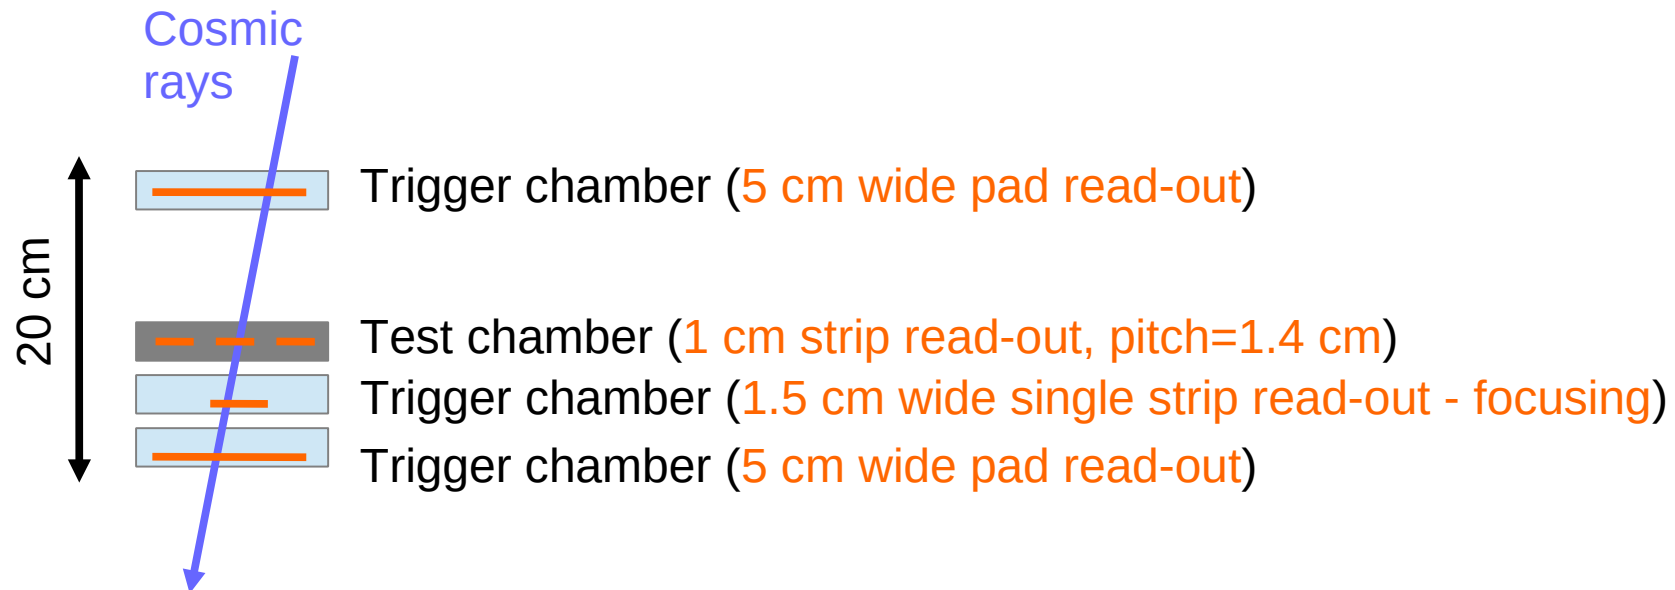 Cosmic
rays
20 cm
Trigger chamber (5 cm wide pad read-out)
Test chamber (1 cm strip read-out, pitch=1.4 cm)
Trigger chamber (1.5 cm wide single strip read-out - focusing)
Trigger chamber (5 cm wide pad read-out)